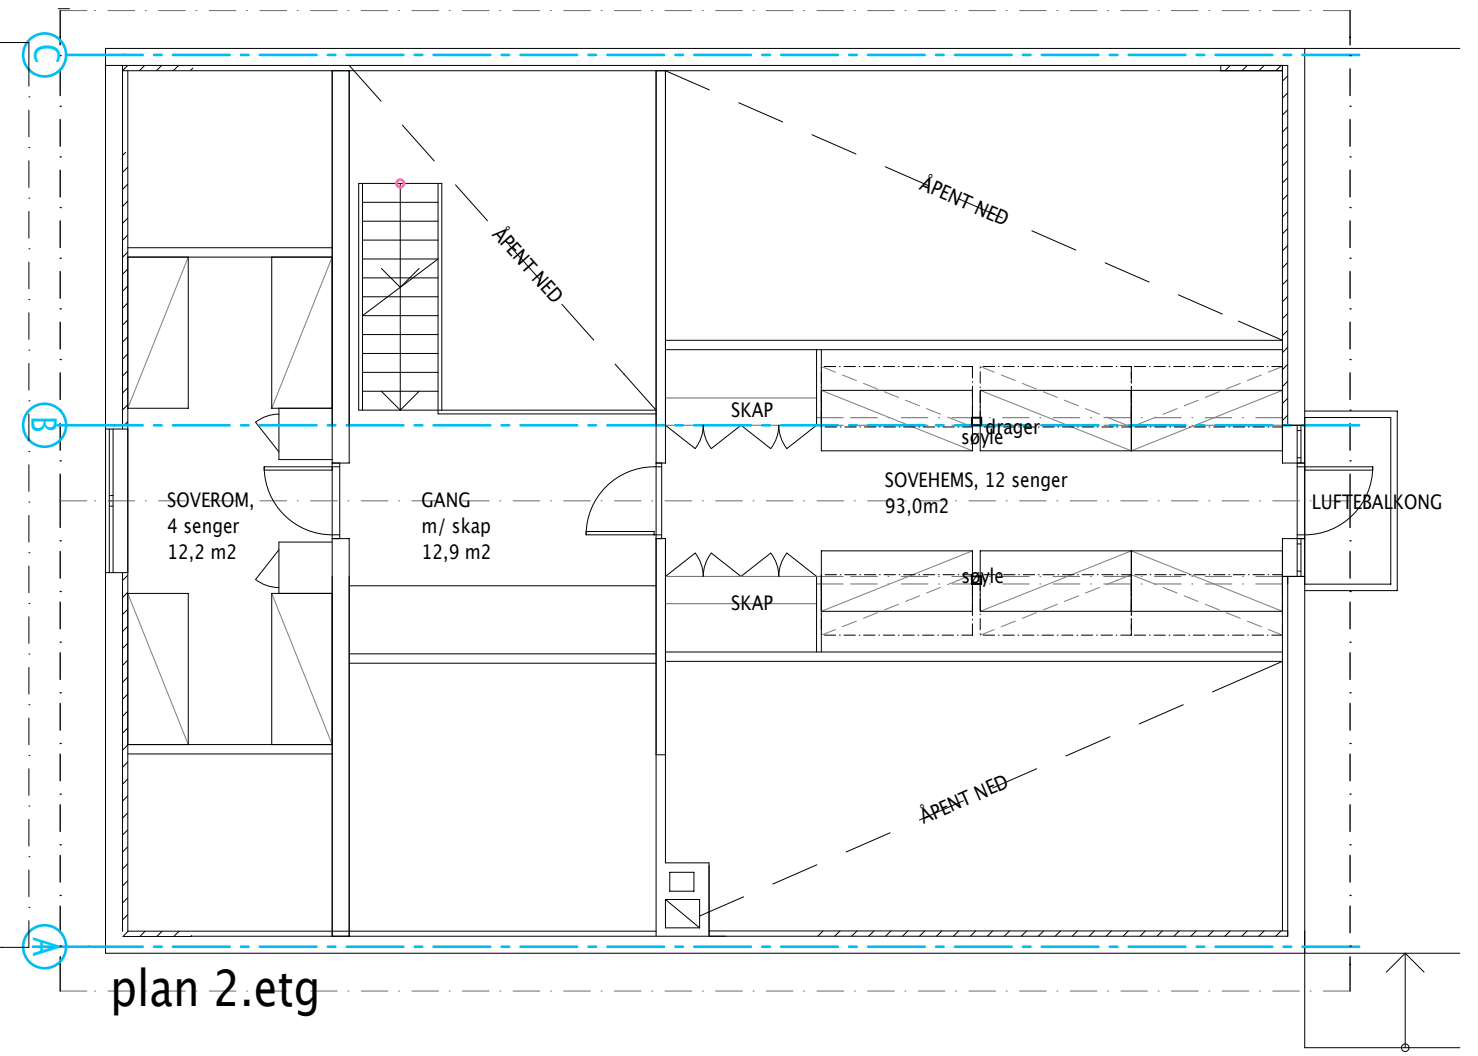 C
ÅPENT NED
ÅPENT NED
B
SKAP
drager
søyle
SOVEROM,
4 senger
12,2 m2
GANG
m/ skap
12,9 m2
SOVEHEMS, 12 senger
93,0m2
LUFTEBALKONG
søyle
SKAP
ÅPENT NED
A
plan 2.etg